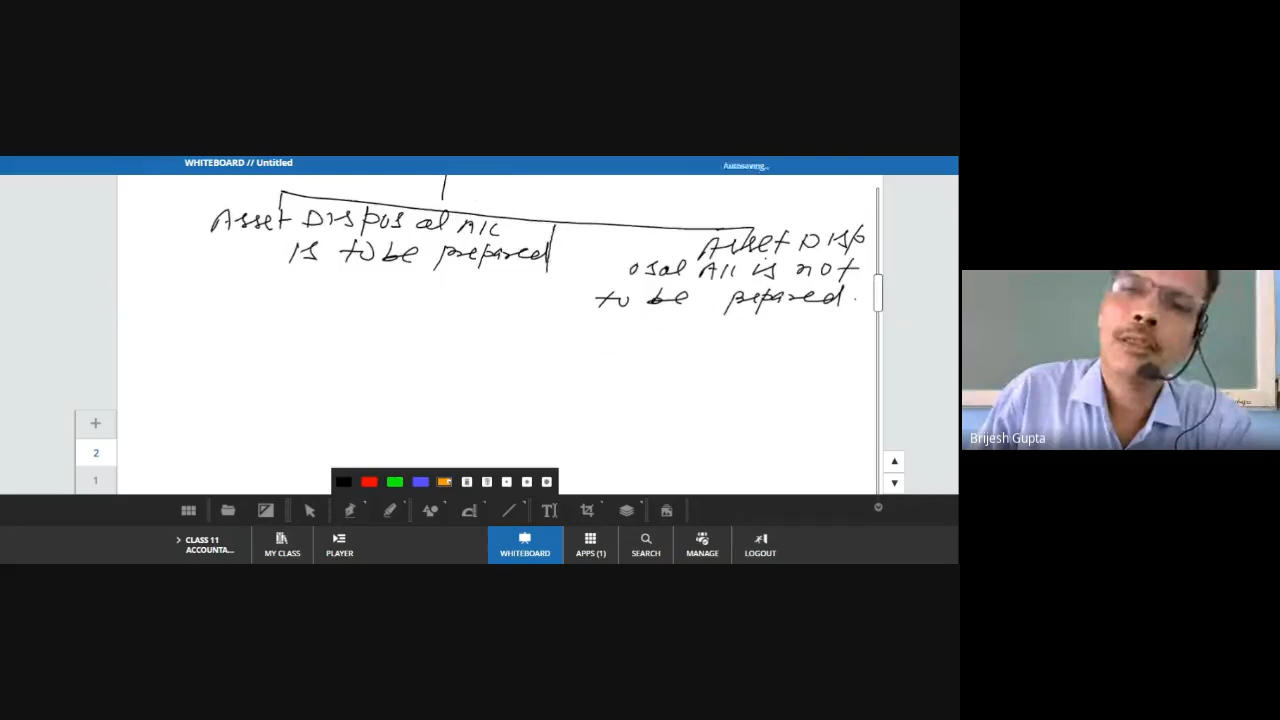 WHITEBOARD // Untitled
Autosaving..
Asset Disposal A/C
is to be prepared
Asset Disp
osal A/C is not
to be prepared.
Brijesh Gupta
+
2
1
CLASS 11
ACCOUNTA...
MY CLASS
PLAYER
WHITEBOARD
APPS (1)
SEARCH
MANAGE
LOGOUT